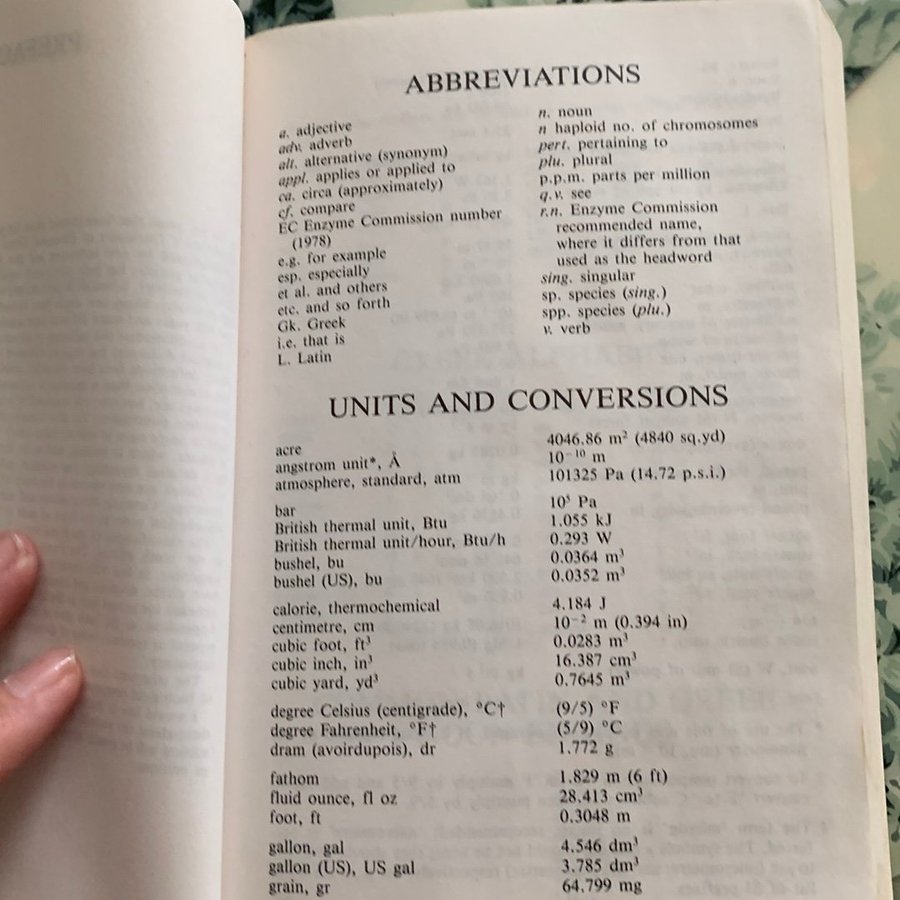 ABBREVIATIONS
a. adjective
adv. adverb
alt. alternative (synonym)
appl. applies or applied to
ca. circa (approximately)
cf. compare
EC Enzyme Commission number
(1978)
e.g. for example
esp. especially
et al. and others
etc. and so forth
Gk. Greek
i.e. that is
L. Latin
n. noun
n haploid no. of chromosomes
pert. pertaining to
plu. plural
p.p.m. parts per million
q.v. see
r.n. Enzyme Commission
recommended name,
where it differs from that
used as the headword
sing. singular
sp. species (sing.)
spp. species (plu.)
v. verb
UNITS AND CONVERSIONS
acre 4046.86 m² (4840 sq.yd)
angstrom unit*, Å 10⁻¹⁰ m
atmosphere, standard, atm 101325 Pa (14.72 p.s.i.)
bar 10⁵ Pa
British thermal unit, Btu 1.055 kJ
British thermal unit/hour, Btu/h 0.293 W
bushel, bu 0.0364 m³
bushel (US), bu 0.0352 m³
calorie, thermochemical 4.184 J
centimetre, cm 10⁻² m (0.394 in)
cubic foot, ft³ 0.0283 m³
cubic inch, in³ 16.387 cm³
cubic yard, yd³ 0.7645 m³
degree Celsius (centigrade), °C† (9/5) °F
degree Fahrenheit, °F† (5/9) °C
dram (avoirdupois), dr 1.772 g
fathom 1.829 m (6 ft)
fluid ounce, fl oz 28.413 cm³
foot, ft 0.3048 m
gallon, gal 4.546 dm³
gallon (US), US gal 3.785 dm³
grain, gr 64.799 mg